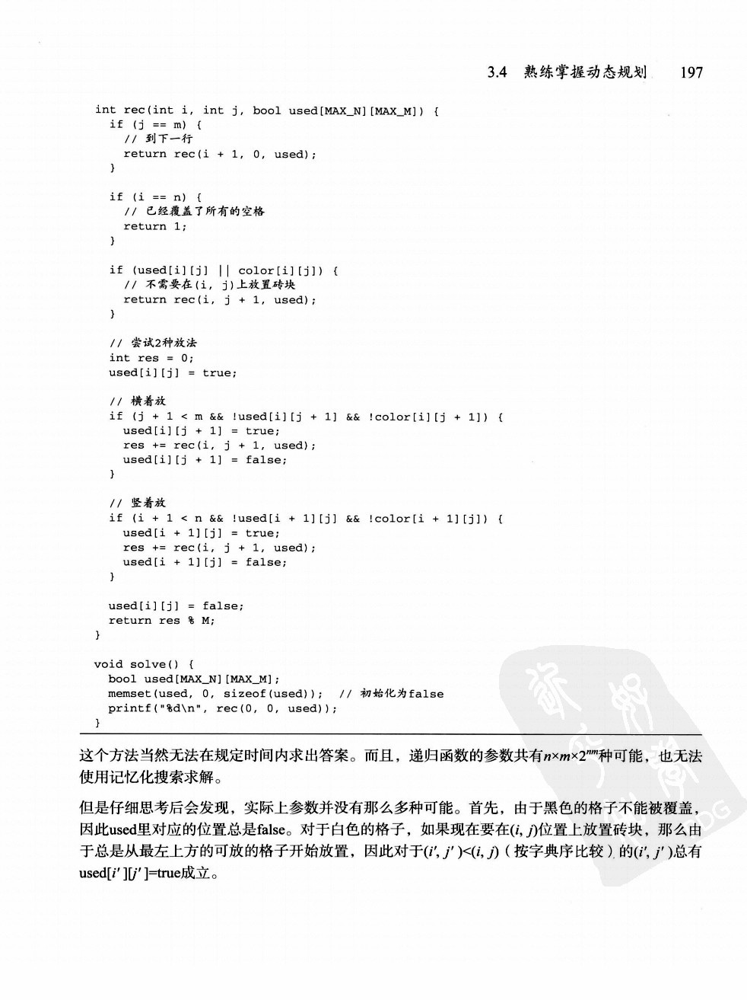 3.4 熟练掌握动态规划 197
int rec(int i, int j, bool used[MAX_N][MAX_M]) {
if (j == m) {
// 到下一行
return rec(i + 1, 0, used);
}
if (i == n) {
// 已经覆盖了所有的空格
return 1;
}
if (used[i][j] || color[i][j]) {
// 不需要在(i, j)上放置砖块
return rec(i, j + 1, used);
}
// 尝试2种放法
int res = 0;
used[i][j] = true;
// 横着放
if (j + 1 < m && !used[i][j + 1] && !color[i][j + 1]) {
used[i][j + 1] = true;
res += rec(i, j + 1, used);
used[i][j + 1] = false;
}
// 竖着放
if (i + 1 < n && !used[i + 1][j] && !color[i + 1][j]) {
used[i + 1][j] = true;
res += rec(i, j + 1, used);
used[i + 1][j] = false;
}
used[i][j] = false;
return res % M;
}
void solve() {
bool used[MAX_N][MAX_M];
memset(used, 0, sizeof(used)); // 初始化为false
printf("%d\n", rec(0, 0, used));
}
这个方法当然无法在规定时间内求出答案。而且，递归函数的参数共有n×m×2ⁿᵐ种可能，也无法
使用记忆化搜索求解。
但是仔细思考后会发现，实际上参数并没有那么多种可能。首先，由于黑色的格子不能被覆盖，
因此used里对应的位置总是false。对于白色的格子，如果现在要在(i, j)位置上放置砖块，那么由
于总是从最左上方的可放的格子开始放置，因此对于(i′, j′)<(i, j)（按字典序比较）的(i′, j′)总有
used[i′][j′]=true成立。